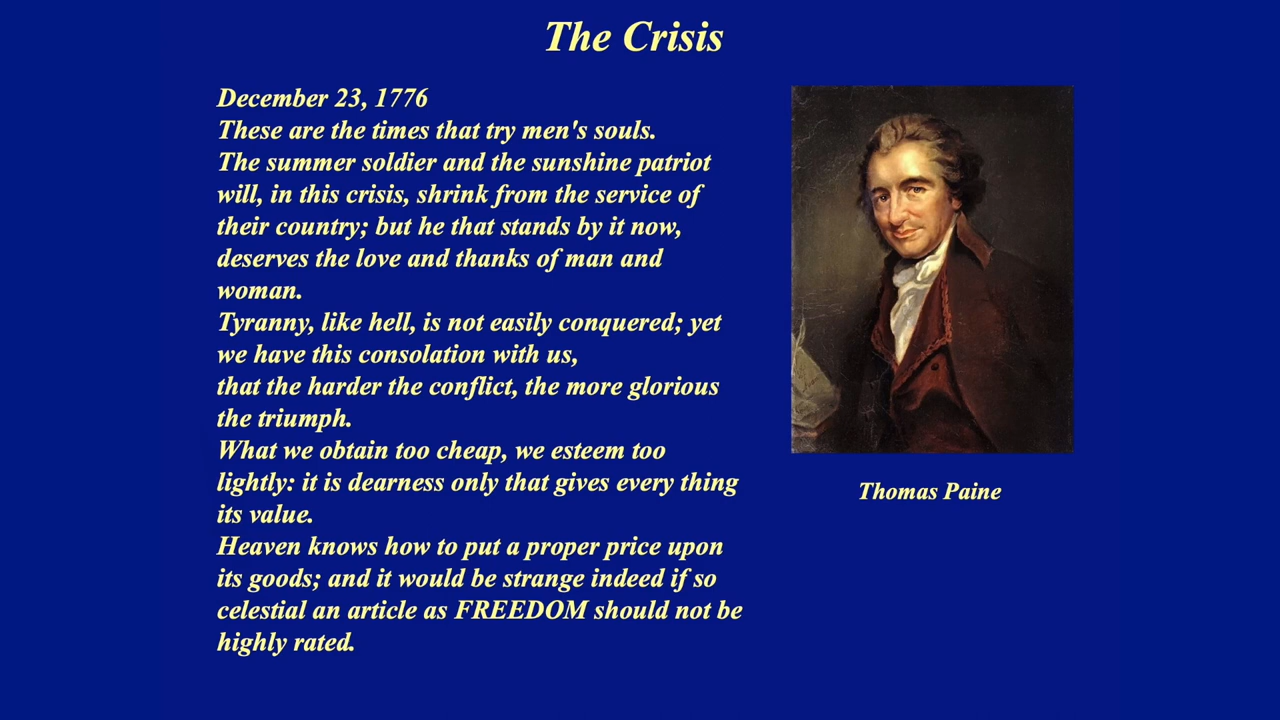 The Crisis
December 23, 1776
These are the times that try men's souls.
The summer soldier and the sunshine patriot
will, in this crisis, shrink from the service of
their country; but he that stands by it now,
deserves the love and thanks of man and
woman.
Tyranny, like hell, is not easily conquered; yet
we have this consolation with us,
that the harder the conflict, the more glorious
the triumph.
What we obtain too cheap, we esteem too
lightly: it is dearness only that gives every thing
its value.
Heaven knows how to put a proper price upon
its goods; and it would be strange indeed if so
celestial an article as FREEDOM should not be
highly rated.
Thomas Paine